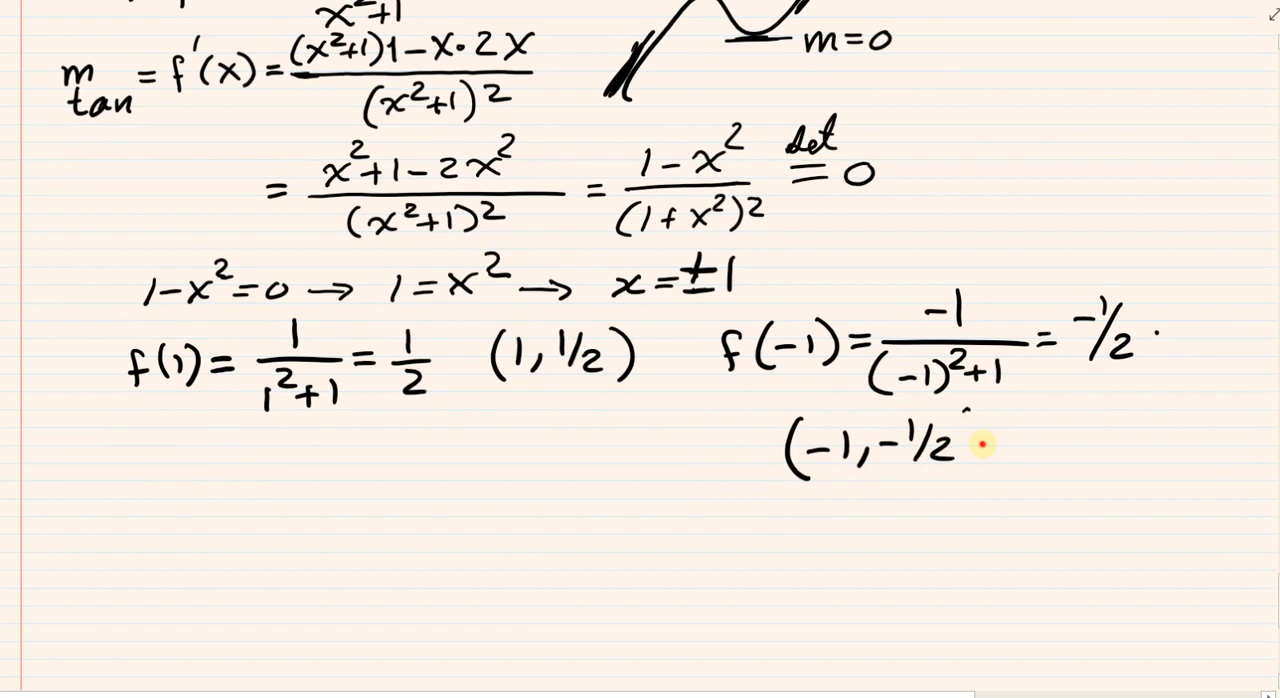 x²+1
m = 0
m tan = f'(x) = ((x²+1)1 - x · 2x)/(x²+1)²
= (x²+1-2x²)/(x²+1)² = (1-x²)/(1+x²)² set = 0
1-x²=0 → 1=x² → x=±1
f(1) = 1/(1²+1) = 1/2 (1, 1/2) f(-1) = -1/((-1)²+1) = -1/2 .
(-1, -1/2